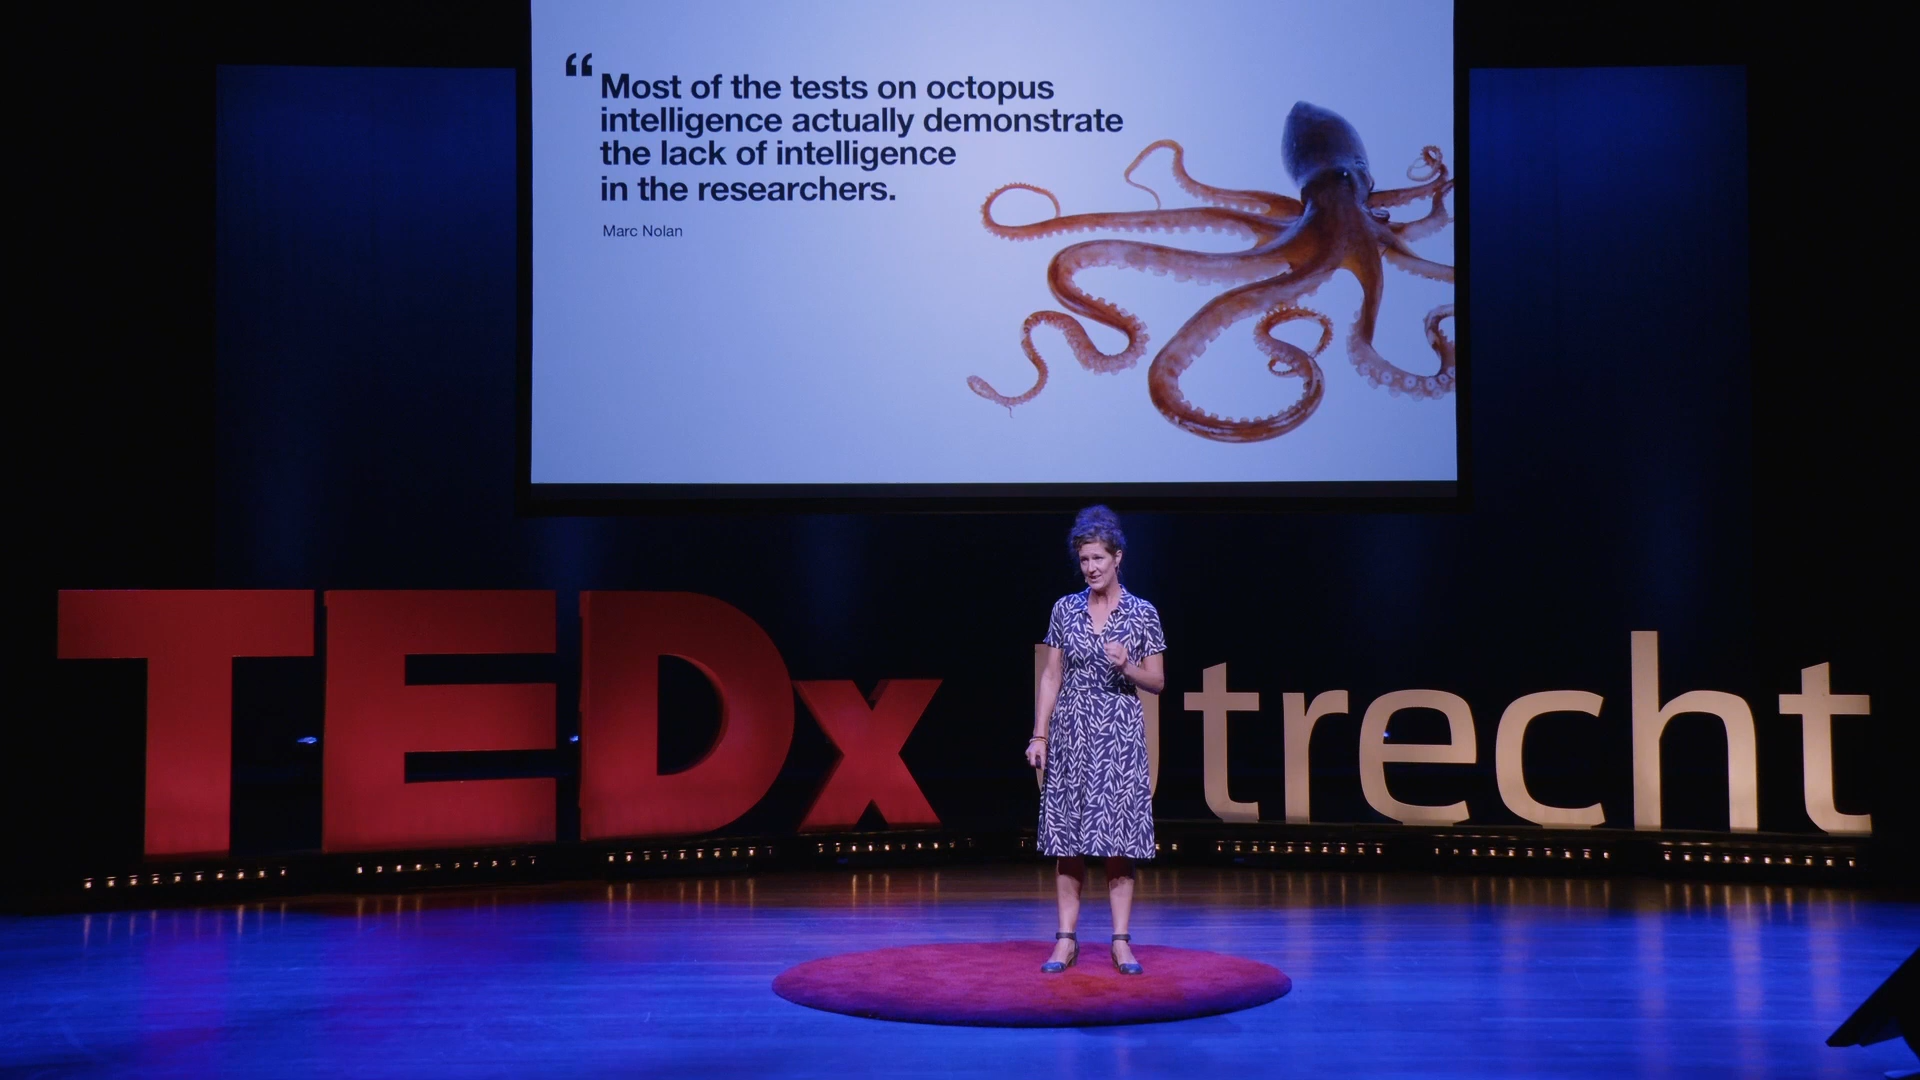 “Most of the tests on octopus
intelligence actually demonstrate
the lack of intelligence
in the researchers.
Marc Nolan
TEDx Utrecht